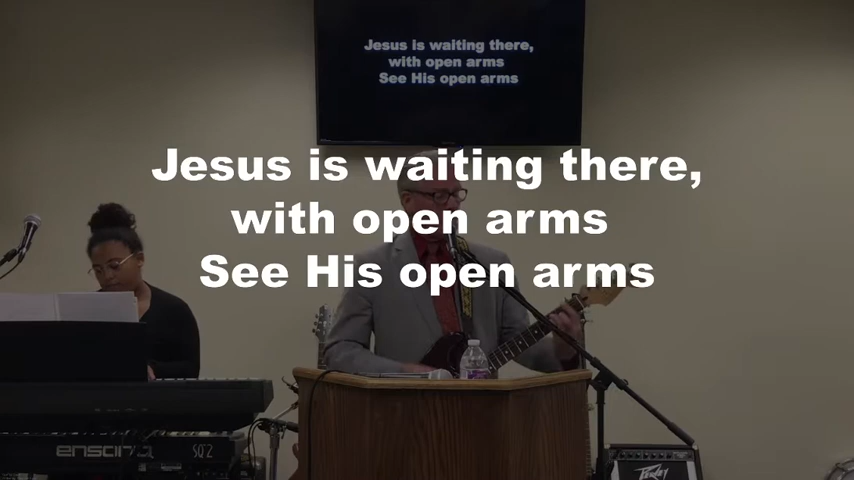 Jesus is waiting there,
with open arms
See His open arms
Jesus is waiting there,
with open arms
See His open arms
ensoniq SQ2
PEAVEY